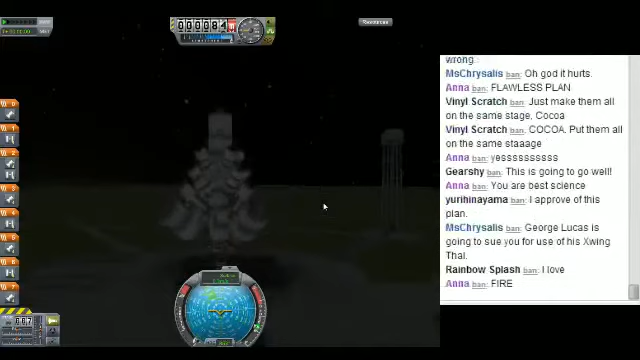 Resources
000084
wrong.
MsChrysalis ban: Oh god it hurts.
Anna ban: FLAWLESS PLAN
Vinyl Scratch ban: Just make them all
on the same stage, Cocoa
Vinyl Scratch ban: COCOA. Put them all
on the same staaage
Anna ban: yessssssssss
Gearshy ban: This is going to go well!
Anna ban: You are best science
yurihinayama ban: I approve of this
plan.
MsChrysalis ban: George Lucas is
going to sue you for use of his Xwing
Thal.
Rainbow Splash ban: I love
Anna ban: FIRE